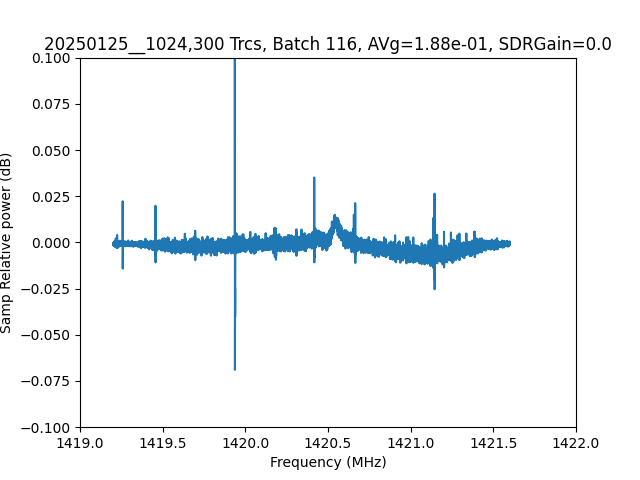 20250125__1024,300 Trcs, Batch 116, AVg=1.88e-01, SDRGain=0.0
0.100
0.075
0.050
0.025
0.000
−0.025
−0.050
−0.075
−0.100
Samp Relative power (dB)
1419.0 1419.5 1420.0 1420.5 1421.0 1421.5 1422.0
Frequency (MHz)